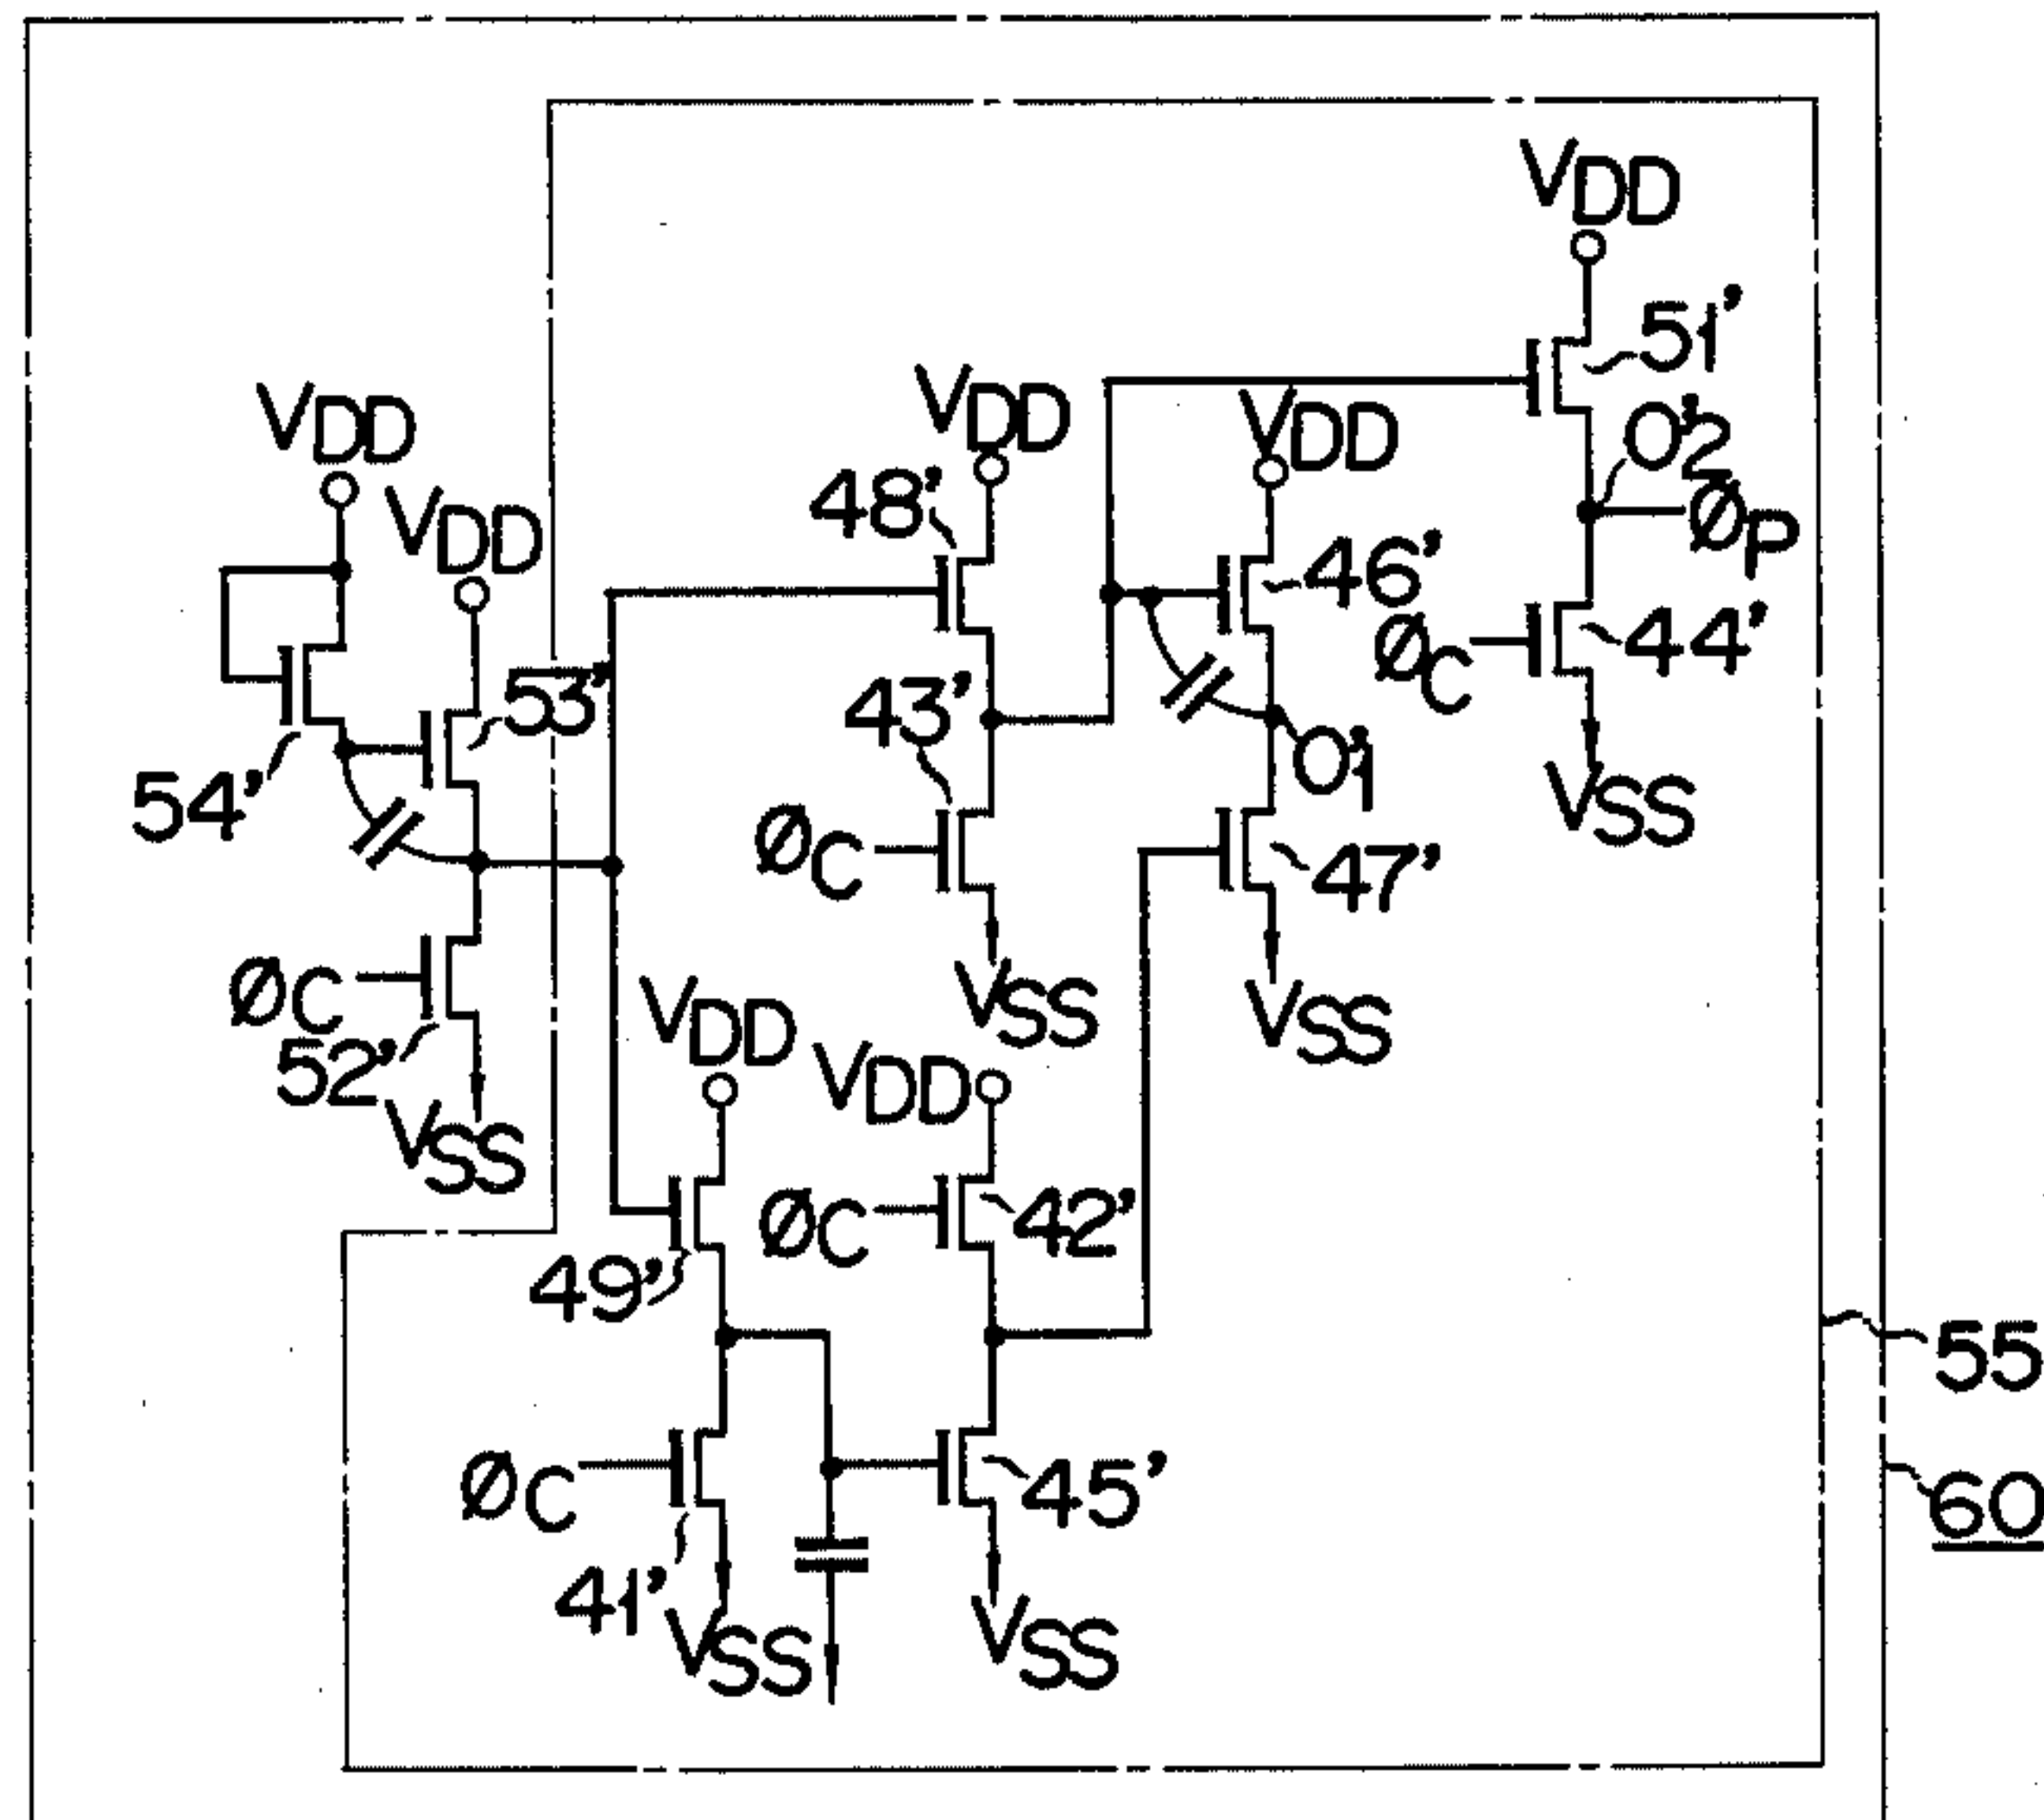 VDD
51'
O'2
VDD
VDD
VDD
48'
VDD
46'
ØP
ØC
44'
53'
43'
O'1
54'
VSS
ØC
47'
ØC
52'
VSS
VDD
VSS
VSS
VDD
ØC
42'
49'
55
ØC
45'
60
41'
VSS
VSS